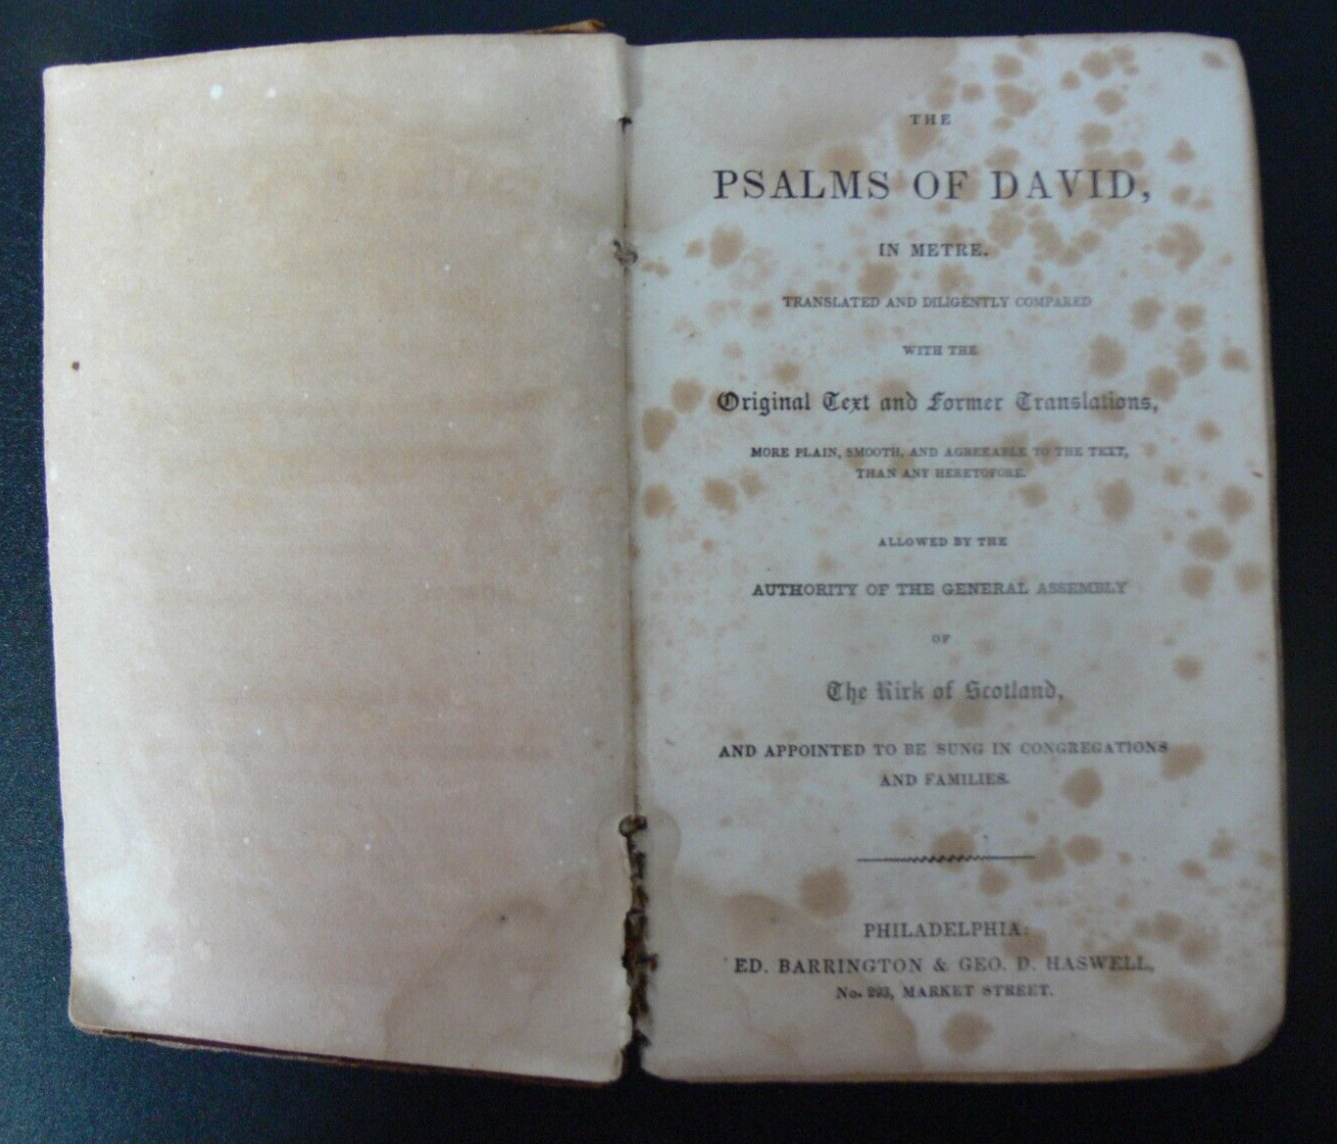 THE
PSALMS OF DAVID,
IN METRE.
TRANSLATED AND DILIGENTLY COMPARED
WITH THE
Original Text and Former Translations,
MORE PLAIN, SMOOTH, AND AGREEABLE TO THE TEXT,
THAN ANY HERETOFORE.
ALLOWED BY THE
AUTHORITY OF THE GENERAL ASSEMBLY
OF
The Kirk of Scotland,
AND APPOINTED TO BE SUNG IN CONGREGATIONS
AND FAMILIES.
PHILADELPHIA:
ED. BARRINGTON & GEO. D. HASWELL,
No. 293, MARKET STREET.